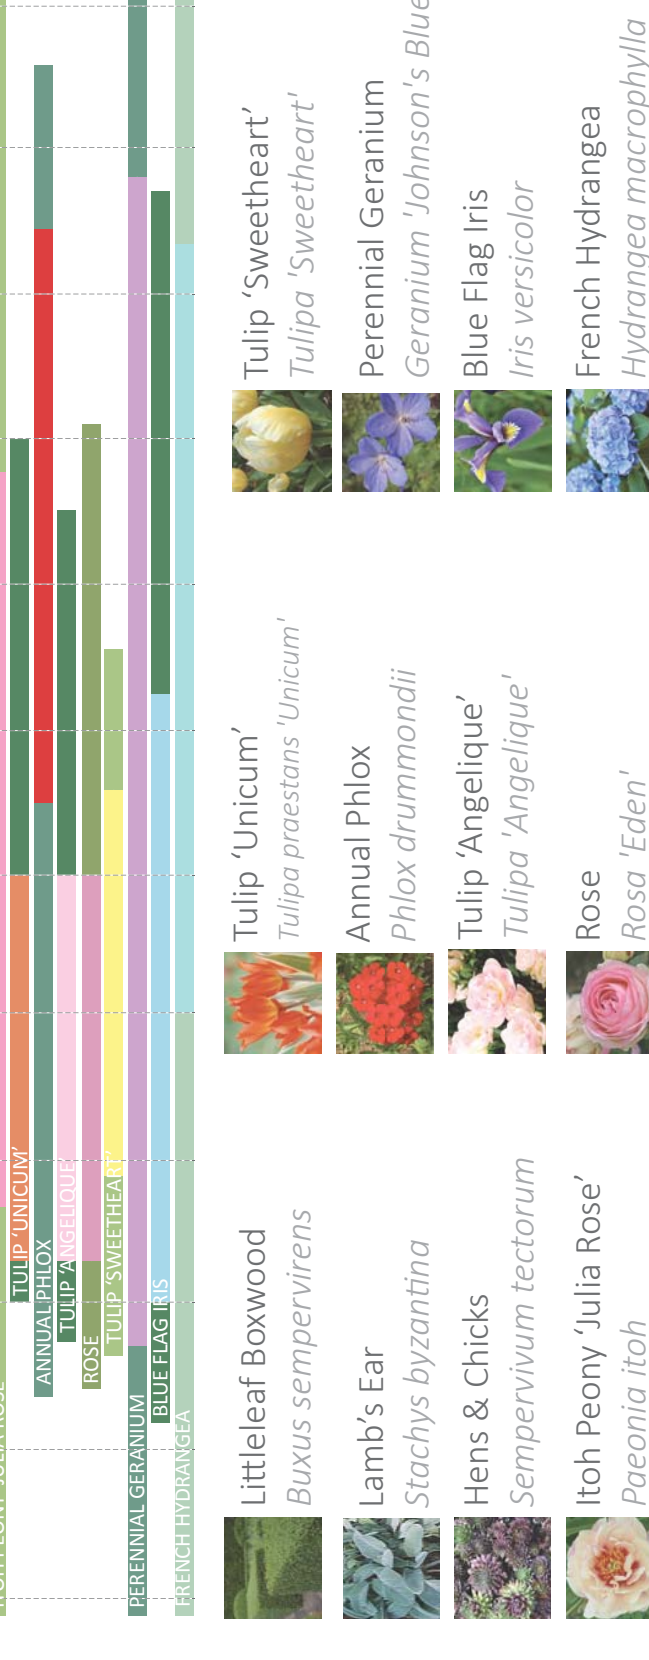 TULIP ‘UNICUM’
ANNUAL PHLOX
TULIP ‘ANGELIQUE’
ROSE
TULIP ‘SWEETHEART’
PERENNIAL GERANIUM
BLUE FLAG IRIS
FRENCH HYDRANGEA
Littleleaf Boxwood
Buxus sempervirens
Lamb’s Ear
Stachys byzantina
Hens & Chicks
Sempervivum tectorum
Itoh Peony ‘Julia Rose’
Paeonia itoh
Tulip ‘Unicum’
Tulipa praestans 'Unicum'
Annual Phlox
Phlox drummondii
Tulip ‘Angelique’
Tulipa 'Angelique'
Rose
Rosa 'Eden'
Tulip ‘Sweetheart’
Tulipa 'Sweetheart'
Perennial Geranium
Geranium 'Johnson's Blue
Blue Flag Iris
Iris versicolor
French Hydrangea
Hydrangea macrophylla